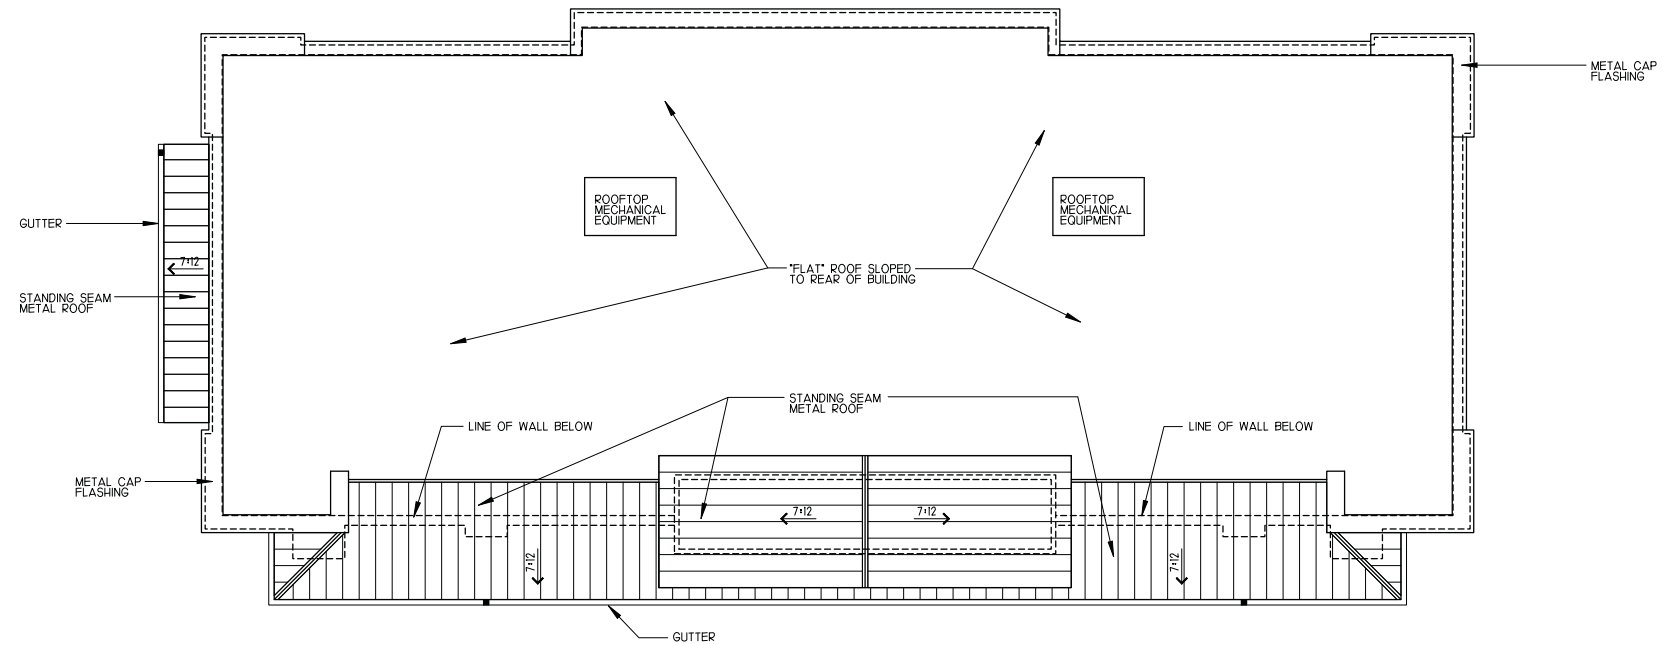 METAL CAP
FLASHING
ROOFTOP
MECHANICAL
EQUIPMENT
ROOFTOP
MECHANICAL
EQUIPMENT
GUTTER
7:12
"FLAT" ROOF SLOPED
TO REAR OF BUILDING
STANDING SEAM
METAL ROOF
STANDING SEAM
METAL ROOF
LINE OF WALL BELOW
LINE OF WALL BELOW
METAL CAP
FLASHING
7:12
7:12
7:12
7:12
GUTTER